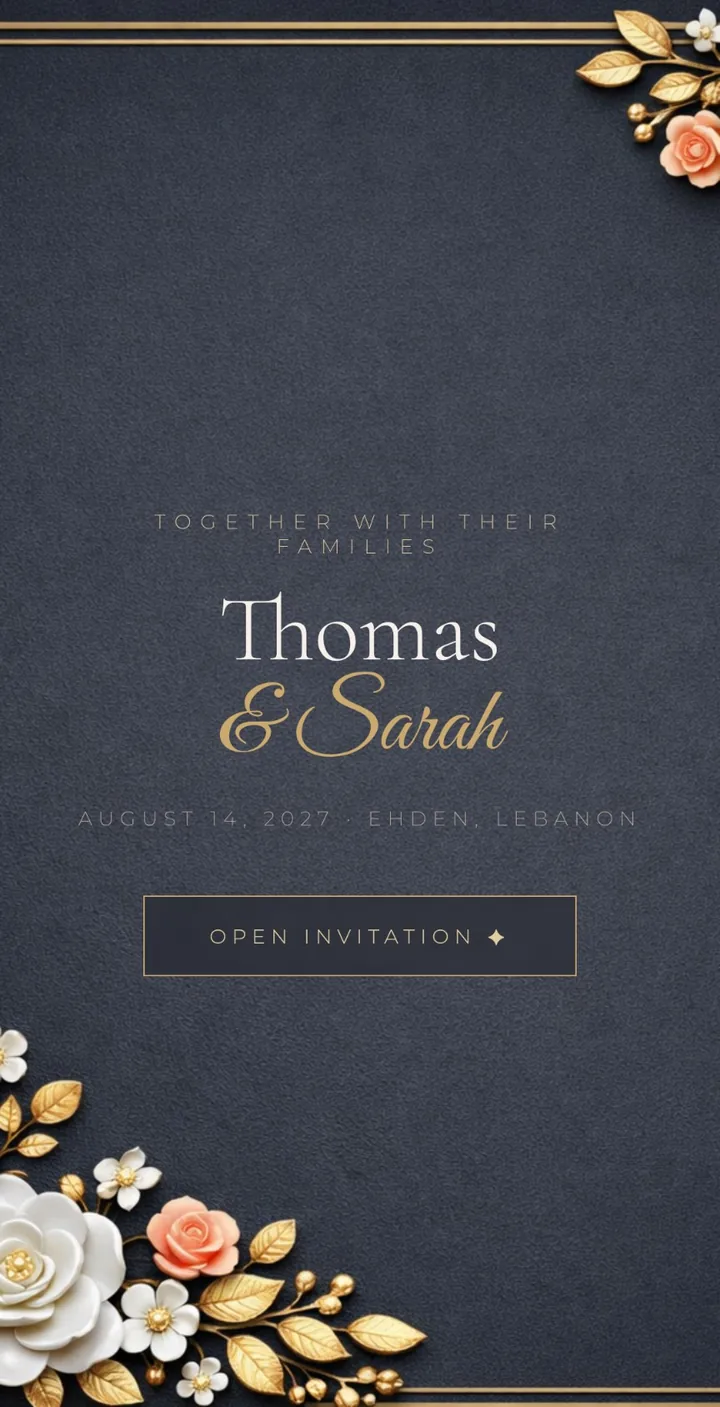 TOGETHER WITH THEIR
FAMILIES
Thomas
& Sarah
AUGUST 14, 2027 · EHDEN, LEBANON
OPEN INVITATION ✦